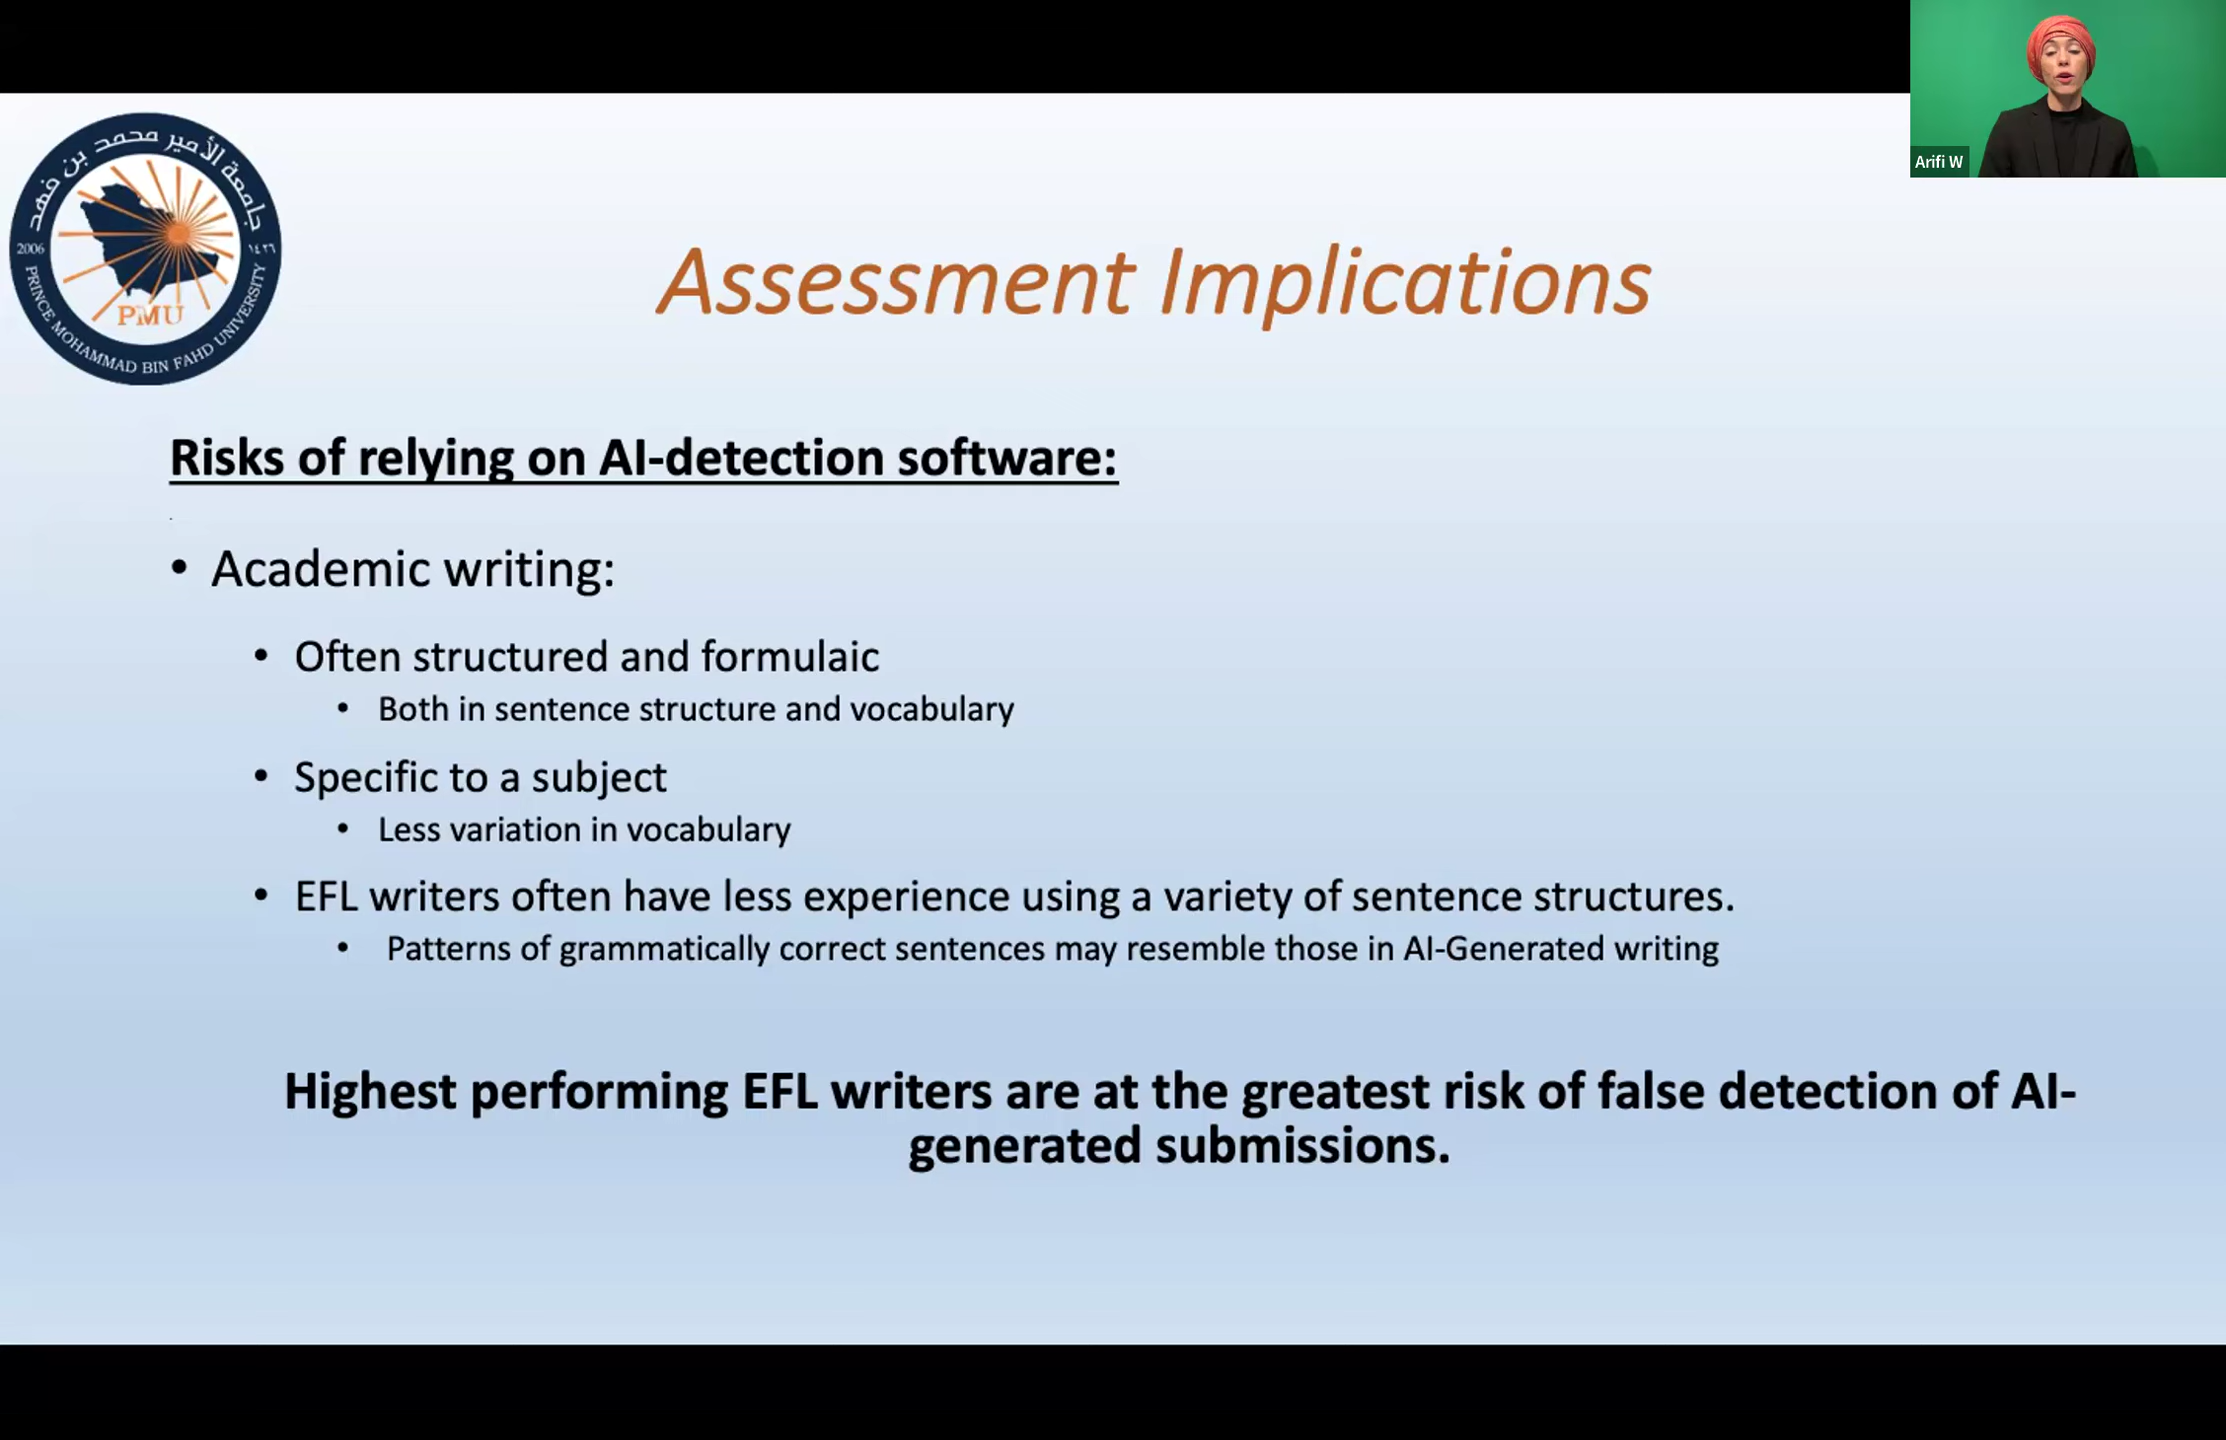 Arifi W
جامعة الأمير محمد بن فهد
2006
١٤٢٦
PMU
PRINCE MOHAMMAD BIN FAHD UNIVERSITY
Assessment Implications
Risks of relying on AI-detection software:
• Academic writing:
• Often structured and formulaic
• Both in sentence structure and vocabulary
• Specific to a subject
• Less variation in vocabulary
• EFL writers often have less experience using a variety of sentence structures.
• Patterns of grammatically correct sentences may resemble those in AI-Generated writing
Highest performing EFL writers are at the greatest risk of false detection of AI-
generated submissions.